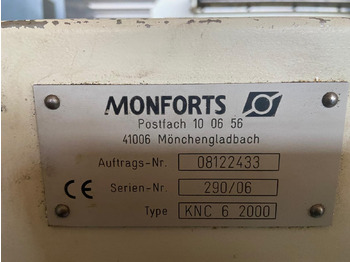 MONFORTS
Postfach 10 06 56
41006 Mönchengladbach
Auftrags-Nr. 08122433
CE Serien-Nr. 290/06
Type KNC 6 2000